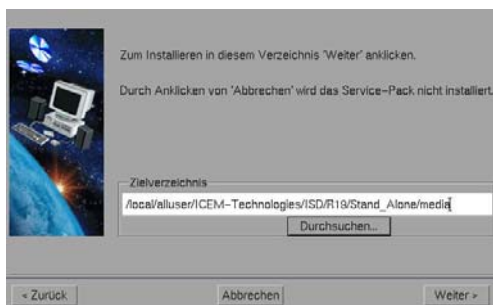 Zum Installieren in diesem Verzeichnis 'Weiter' anklicken.
Durch Anklicken von 'Abbrechen' wird das Service-Pack nicht installiert.
Zielverzeichnis
/local/alluser/ICEM-Technologies/ISD/R19/Stand_Alone/media
Durchsuchen...
< Zurück
Abbrechen
Weiter >